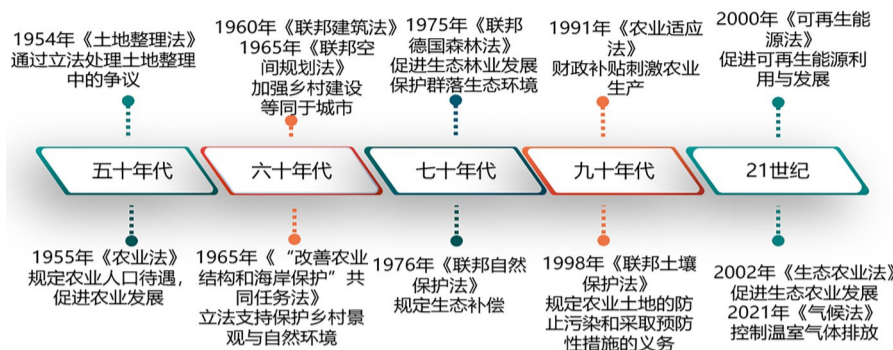 1954年《土地整理法》
通过立法处理土地整理
中的争议
1960年《联邦建筑法》
1965年《联邦空
间规划法》
加强乡村建设
等同于城市
1975年《联邦
德国森林法》
促进生态林业发展
保护群落生态环境
1991年《农业适应
法》
财政补贴刺激农业
生产
2000年《可再生能
源法》
促进可再生能源利
用与发展
五十年代
六十年代
七十年代
九十年代
21世纪
1955年《农业法》
规定农业人口待遇，
促进农业发展
1965年《“改善农业
结构和海岸保护”共
同任务法》
立法支持保护乡村景
观与自然环境
1976年《联邦自然
保护法》
规定生态补偿
1998年《联邦土壤
保护法》
规定农业土地的防
止污染和采取预防
性措施的义务
2002年《生态农业法》
促进生态农业发展
2021年《气候法》
控制温室气体排放